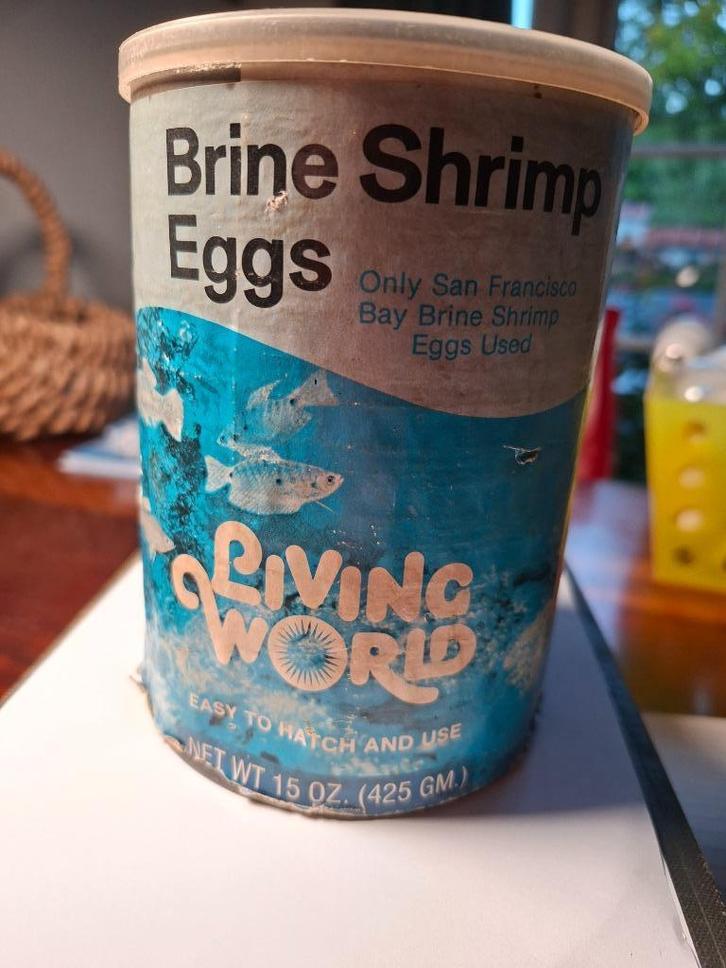 Brine Shrimp
Eggs
Only San Francisco
Bay Brine Shrimp
Eggs Used
LIVING
WORLD
EASY TO HATCH AND USE
NET WT 15 OZ. (425 GM.)